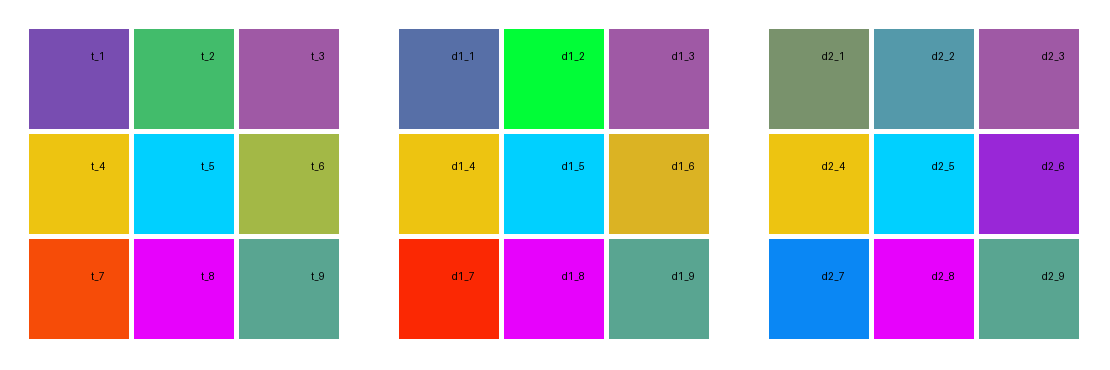 t_1 t_2 t_3 d1_1 d1_2 d1_3 d2_1 d2_2 d2_3
t_4 t_5 t_6 d1_4 d1_5 d1_6 d2_4 d2_5 d2_6
t_7 t_8 t_9 d1_7 d1_8 d1_9 d2_7 d2_8 d2_9